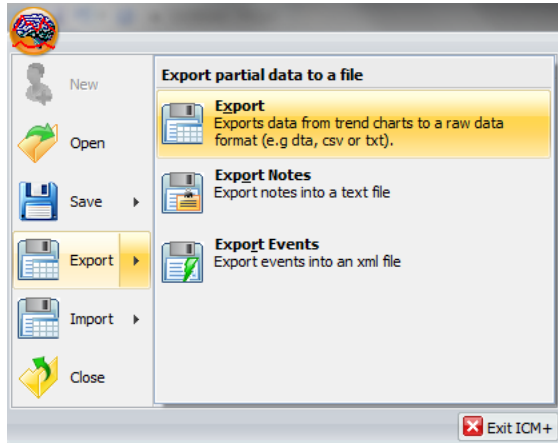 New
Open
Save
Export
Import
Close
Export partial data to a file
Export
Exports data from trend charts to a raw data
format (e.g dta, csv or txt).
Export Notes
Export notes into a text file
Export Events
Export events into an xml file
Exit ICM+